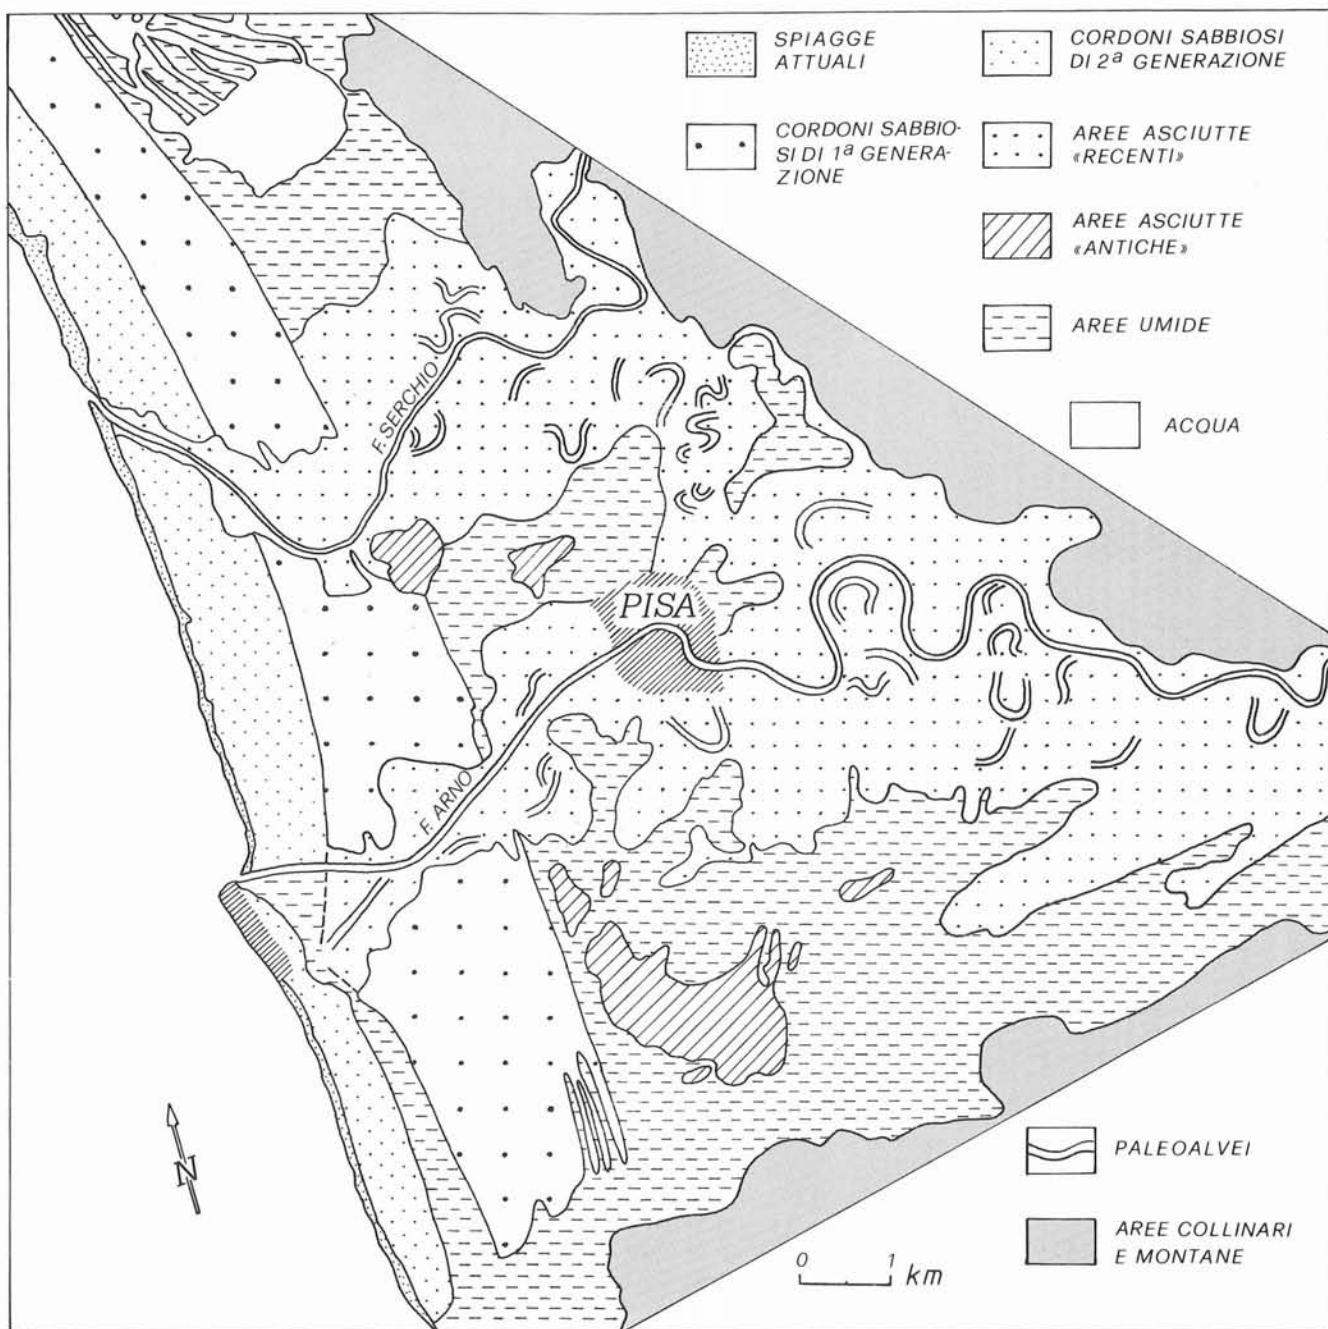 SPIAGGE
ATTUALI
CORDONI SABBIOSI
DI 2ª GENERAZIONE
CORDONI SABBIO-
SI DI 1ª GENERA-
ZIONE
AREE ASCIUTTE
«RECENTI»
AREE ASCIUTTE
«ANTICHE»
AREE UMIDE
ACQUA
F. SERCHIO
PISA
F. ARNO
N
PALEOALVEI
AREE COLLINARI
E MONTANE
0 1
km